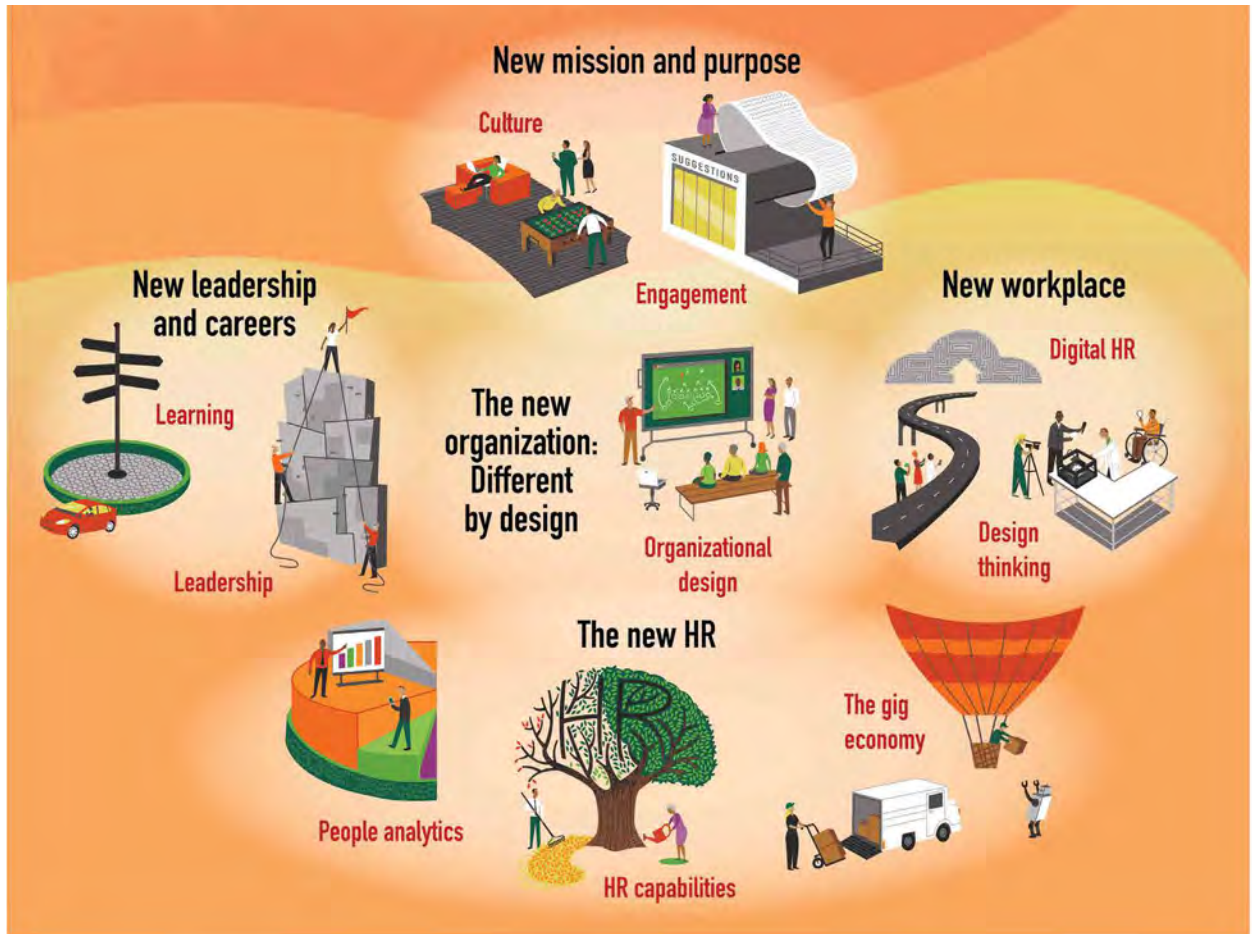 New mission and purpose
Culture
SUGGESTIONS
Engagement
New leadership
and careers
Learning
Leadership
The new
organization:
Different
by design
Organizational
design
New workplace
Digital HR
Design
thinking
The new HR
People analytics
HR
HR capabilities
The gig
economy